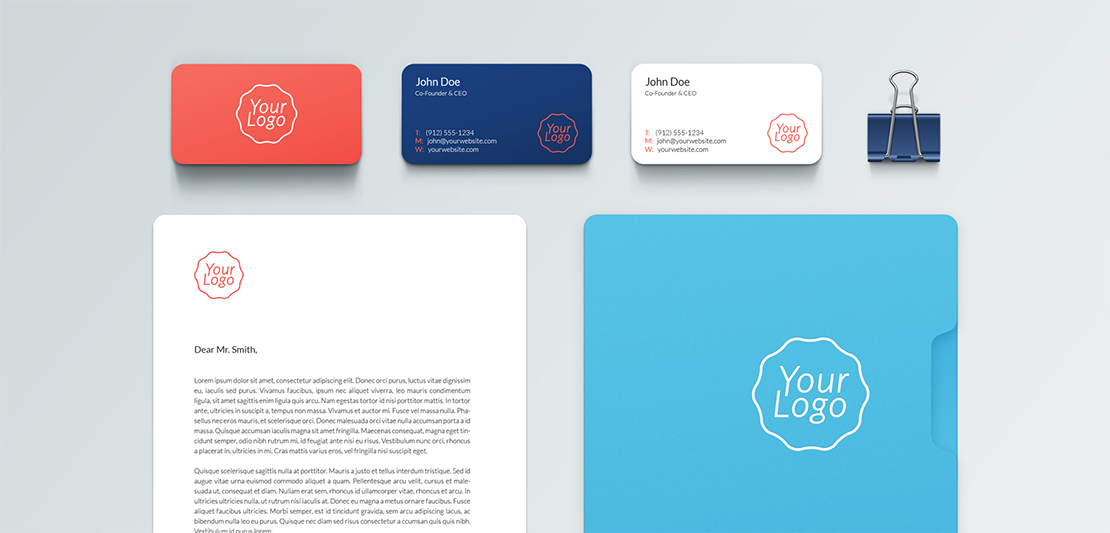 Your
Logo
John Doe
Co-Founder & CEO
T: (912) 555-1234
M: john@yourwebsite.com
W: yourwebsite.com
Your
Logo
John Doe
Co-Founder & CEO
T: (912) 555-1234
M: john@yourwebsite.com
W: yourwebsite.com
Your
Logo
Your
Logo
Dear Mr. Smith,
Lorem ipsum dolor sit amet, consectetur adipiscing elit. Donec orci purus, luctus vitae dignissim
eu, iaculis sed purus. Vivamus faucibus, ipsum nec aliquet viverra, leo mauris condimentum
ligula, sit amet sagittis enim ligula quis arcu. Nam egestas tortor id nisi porttitor mattis. In tortor
ante, ultricies in suscipit a, tempus non massa. Vivamus et auctor mi. Fusce vel massa nulla. Pha-
sellus nec eros mauris, et scelerisque orci. Donec malesuada orci vitae nulla accumsan porta a id
massa. Quisque accumsan iaculis magna sit amet fringilla. Maecenas consequat, magna eget tin-
cidunt semper, odio nibh rutrum mi, id feugiat ante nisi eu risus. Vestibulum nunc orci, rhoncus
a placerat in, ultricies in mi. Cras mattis varius eros, vel fringilla nisi suscipit eget.
Quisque scelerisque sagittis nulla at porttitor. Mauris a justo et tellus interdum tristique. Sed id
augue vitae urna euismod commodo aliquet a quam. Pellentesque arcu velit, cursus et male-
suada ut, consequat et diam. Nullam erat sem, rhoncus id ullamcorper vitae, rhoncus et arcu. In
ultricies ultricies nulla, ut rutrum nisi iaculis at. Donec eu magna a metus ornare faucibus. Fusce
aliquet faucibus ultricies. Morbi semper, est id tincidunt gravida, sem arcu adipiscing lacus, ac
bibendum nulla leo eu purus. Quisque nec diam sed risus consectetur a ccumsan quis quis nibh.
Vestibulum id purus lorem
Your
Logo